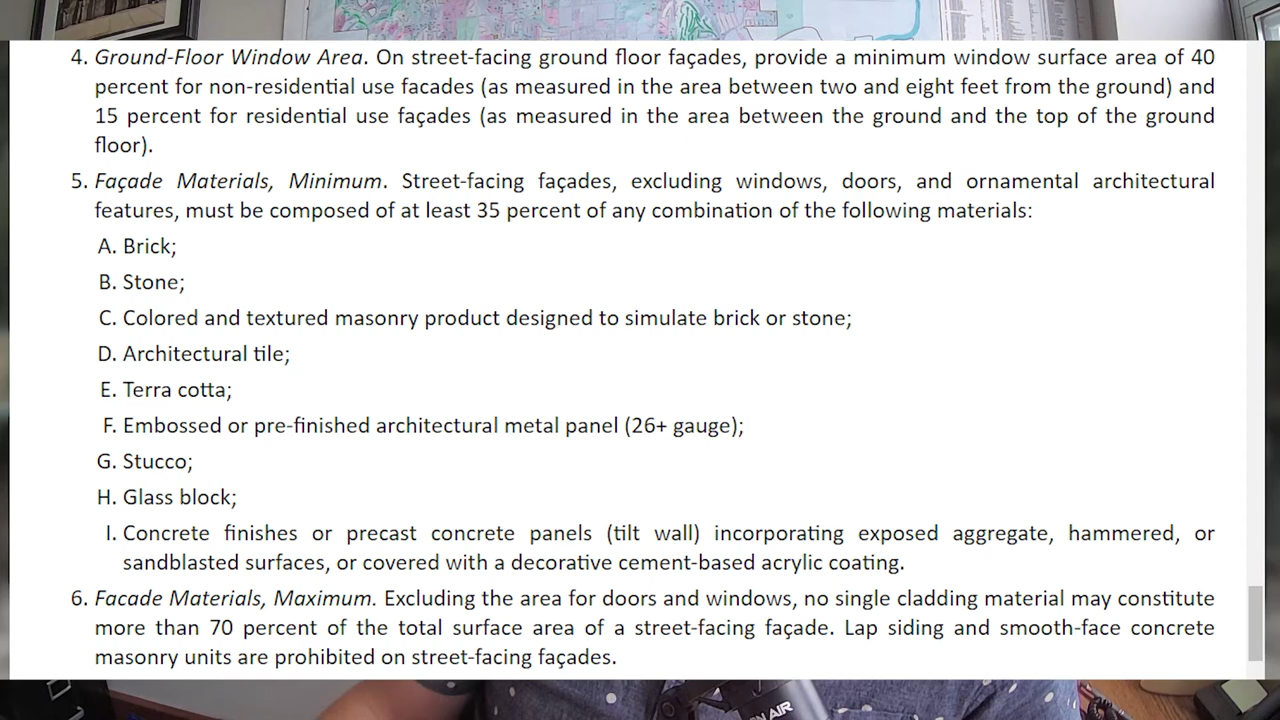 4. Ground-Floor Window Area. On street-facing ground floor façades, provide a minimum window surface area of 40
percent for non-residential use facades (as measured in the area between two and eight feet from the ground) and
15 percent for residential use façades (as measured in the area between the ground and the top of the ground
floor).
5. Façade Materials, Minimum. Street-facing façades, excluding windows, doors, and ornamental architectural
features, must be composed of at least 35 percent of any combination of the following materials:
A. Brick;
B. Stone;
C. Colored and textured masonry product designed to simulate brick or stone;
D. Architectural tile;
E. Terra cotta;
F. Embossed or pre-finished architectural metal panel (26+ gauge);
G. Stucco;
H. Glass block;
I. Concrete finishes or precast concrete panels (tilt wall) incorporating exposed aggregate, hammered, or
sandblasted surfaces, or covered with a decorative cement-based acrylic coating.
6. Facade Materials, Maximum. Excluding the area for doors and windows, no single cladding material may constitute
more than 70 percent of the total surface area of a street-facing façade. Lap siding and smooth-face concrete
masonry units are prohibited on street-facing façades.
AIR